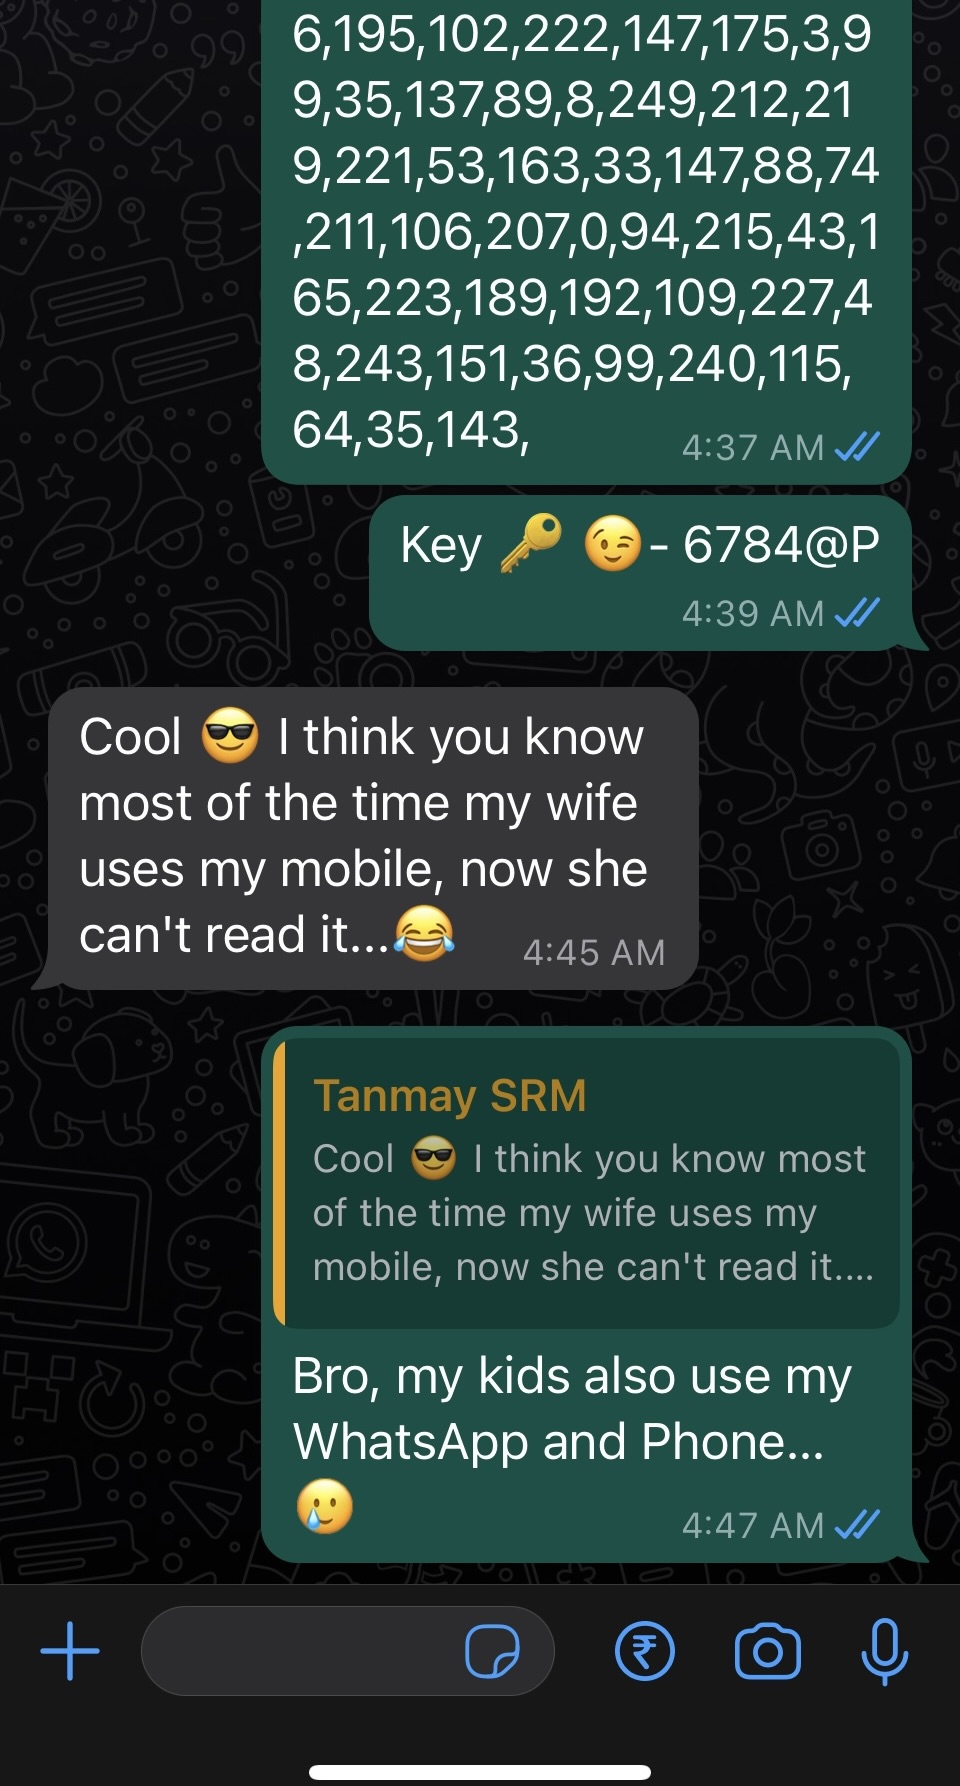 6,195,102,222,147,175,3,9
9,35,137,89,8,249,212,21
9,221,53,163,33,147,88,74
,211,106,207,0,94,215,43,1
65,223,189,192,109,227,4
8,243,151,36,99,240,115,
64,35,143,
4:37 AM
Key 🔑 😉- 6784@P
4:39 AM
Cool 😎 I think you know
most of the time my wife
uses my mobile, now she
can't read it...😂
4:45 AM
Tanmay SRM
Cool 😎 I think you know most
of the time my wife uses my
mobile, now she can't read it....
Bro, my kids also use my
WhatsApp and Phone...
🥲
4:47 AM